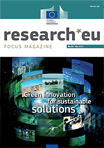 research*eu
FOCUS MAGAZINE
Green innovation
for sustainable
solutions